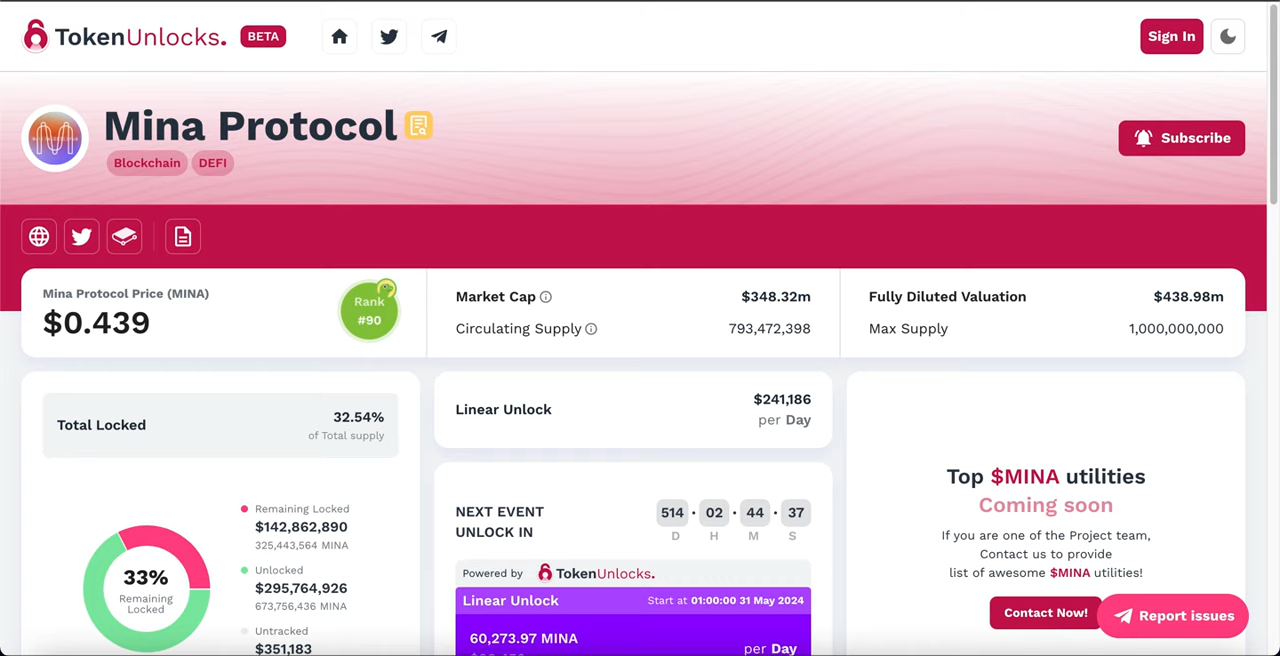 TokenUnlocks.
BETA
Sign In
Mina Protocol
Blockchain
DEFI
Subscribe
Mina Protocol Price (MINA)
$0.439
Rank
#90
Market Cap
$348.32m
Circulating Supply
793,472,398
Fully Diluted Valuation
$438.98m
Max Supply
1,000,000,000
Total Locked
32.54%
of Total supply
33%
Remaining
Locked
Remaining Locked
$142,862,890
325,443,564 MINA
Unlocked
$295,764,926
673,756,436 MINA
Untracked
$351,183
Linear Unlock
$241,186
per Day
NEXT EVENT
UNLOCK IN
514 · 02 · 44 · 37
D H M S
Powered by TokenUnlocks.
Linear Unlock
Start at 01:00:00 31 May 2024
60,273.97 MINA
per Day
Top $MINA utilities
Coming soon
If you are one of the Project team,
Contact us to provide
list of awesome $MINA utilities!
Contact Now!
Report issues